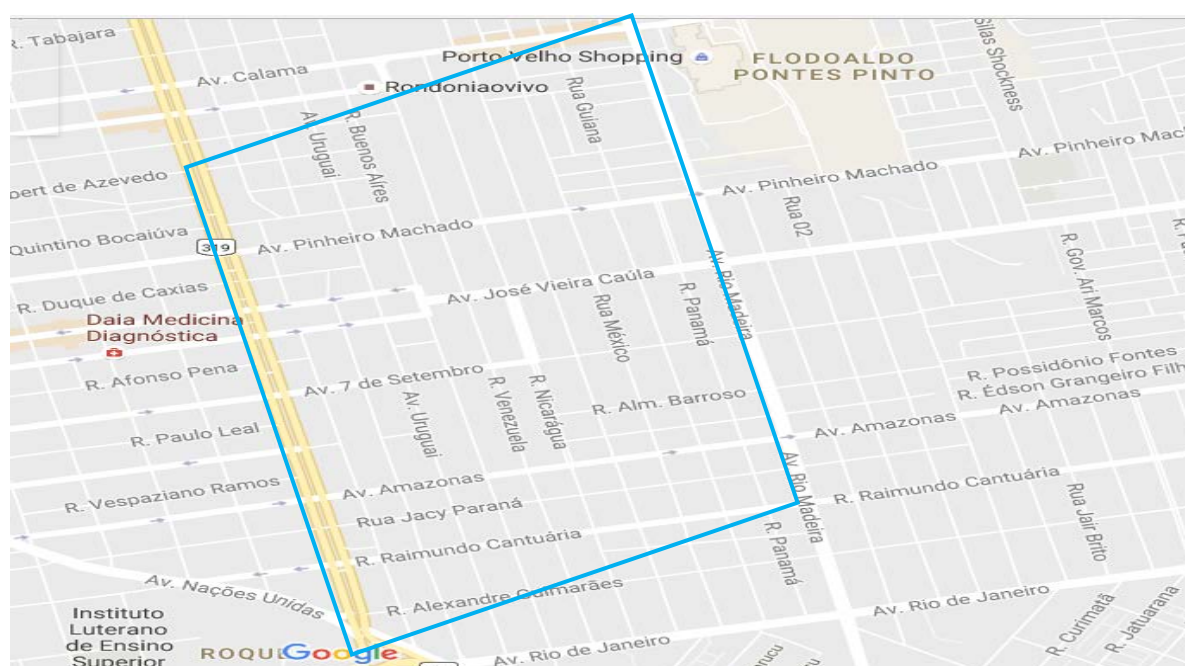 R. Tabajara
Av. Calama
Porto Velho Shopping
FLODOALDO
PONTES PINTO
Silas Shockness
Rondoniaovivo
Rua Guiana
Av. Uruguai
R. Buenos Aires
Av. Pinheiro Mach
bert de Azevedo
Av. Pinheiro Machado
Rua 02
Quintino Bocaiúva
319
Av. Pinheiro Machado
R. Gov. Ari Marcos
R. Duque de Caxias
Av. José Vieira Caúla
Av. Rio Madeira
R. Panamá
Rua México
Daia Medicina
Diagnóstica
R. Afonso Pena
Av. 7 de Setembro
R. Possidônio Fontes
R. Édson Grangeiro Filh
Av. Amazonas
R. Venezuela
R. Nicarágua
Av. Uruguai
R. Alm. Barroso
Av. Amazonas
R. Paulo Leal
R. Vespaziano Ramos
Av. Amazonas
Av. Rio Madeira
R. Raimundo Cantuária
Rua Jacy Paraná
Rua Jair Brito
R. Raimundo Cantuária
R. Panamá
Av. Nações Unidas
R. Alexandre Guimarães
Av. Rio de Janeiro
R. Curimatã
R. Jatuarana
Instituto
Luterano
de Ensino
Superior
ROQU
Google
Av. Rio de Janeiro